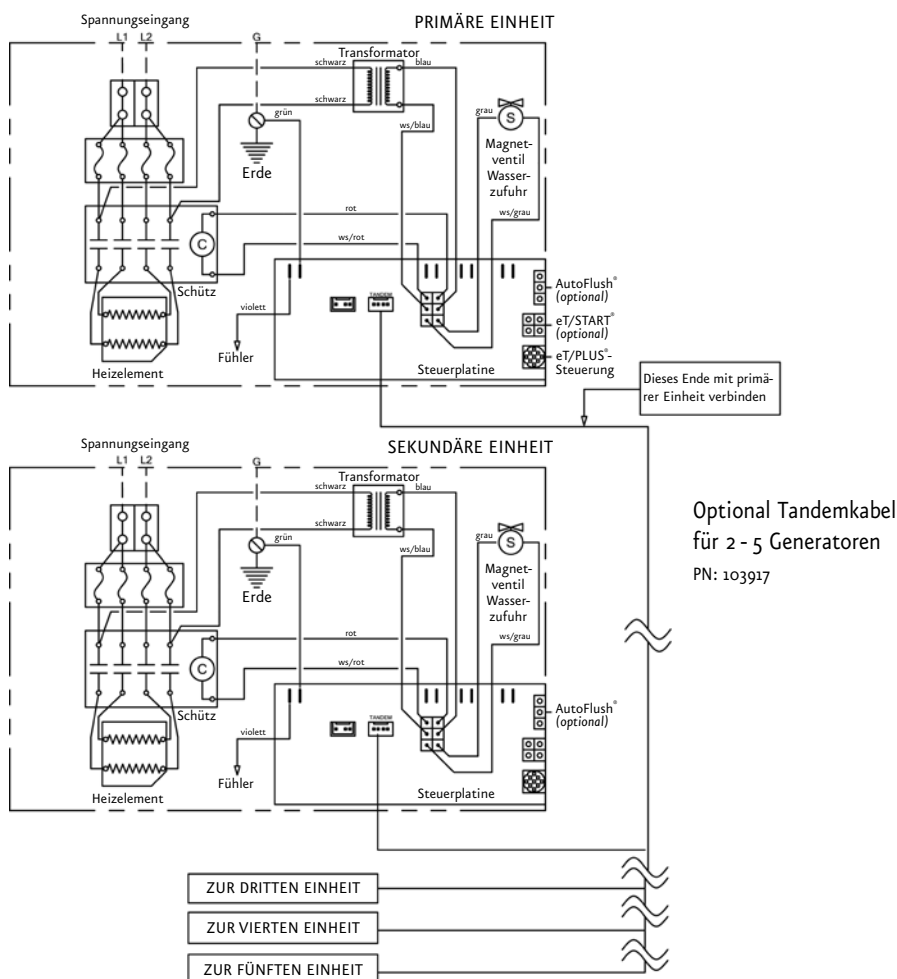 Spannungseingang
PRIMÄRE EINHEIT
L1 L2
G
Transformator
schwarz
blau
schwarz
grün
ws/blau
grau
S
Erde
Magnet-
ventil
Wasser-
zufuhr
rot
C
ws/rot
ws/grau
Schütz
violett
TANDEM
AutoFlush®
(optional)
eT/START®
(optional)
Fühler
eT/PLUS®-
Steuerung
Heizelement
Steuerplatine
Dieses Ende mit primä-
rer Einheit verbinden
Spannungseingang
SEKUNDÄRE EINHEIT
L1 L2
G
Transformator
schwarz
blau
schwarz
grün
ws/blau
grau
S
Erde
Magnet-
ventil
Wasser-
zufuhr
rot
C
ws/rot
ws/grau
Schütz
violett
TANDEM
AutoFlush®
(optional)
Fühler
Heizelement
Steuerplatine
Optional Tandemkabel
für 2 - 5 Generatoren
PN: 103917
ZUR DRITTEN EINHEIT
ZUR VIERTEN EINHEIT
ZUR FÜNFTEN EINHEIT